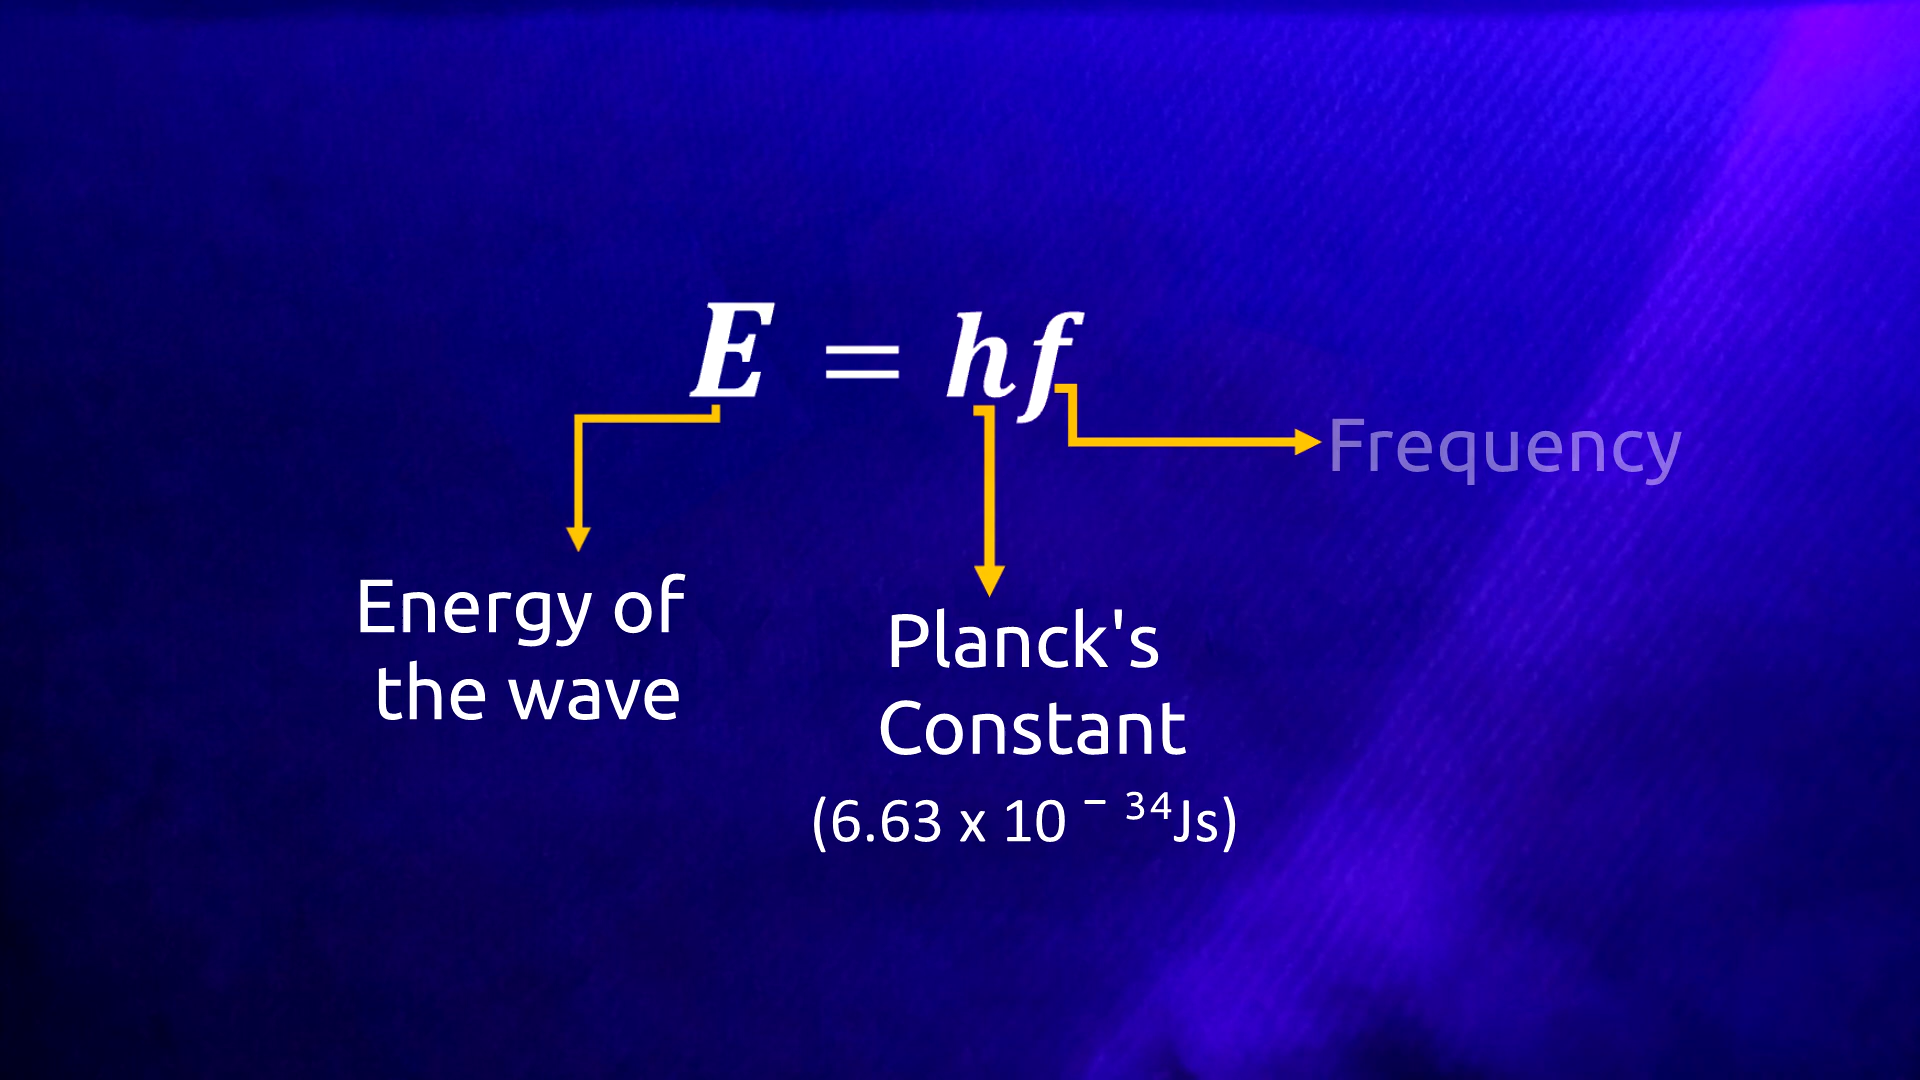 E = hf
Frequency
Energy of
the wave
Planck's
Constant
(6.63 x 10⁻³⁴Js)